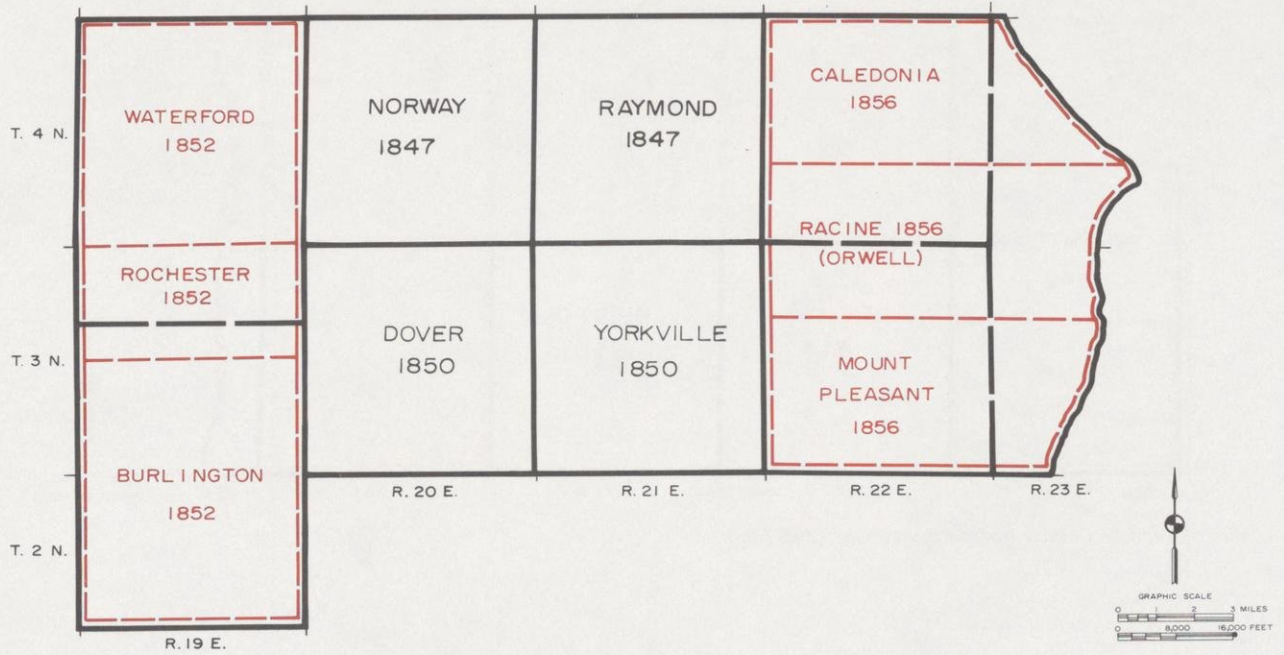 WATERFORD
1852
NORWAY
1847
RAYMOND
1847
CALEDONIA
1856
T. 4 N.
ROCHESTER
1852
RACINE 1856
(ORWELL)
T. 3 N.
DOVER
1850
YORKVILLE
1850
MOUNT
PLEASANT
1856
BURLINGTON
1852
R. 20 E.
R. 21 E.
R. 22 E.
R. 23 E.
T. 2 N.
R. 19 E.
GRAPHIC SCALE
0 1 2 3 MILES
0 8,000 16,000 FEET